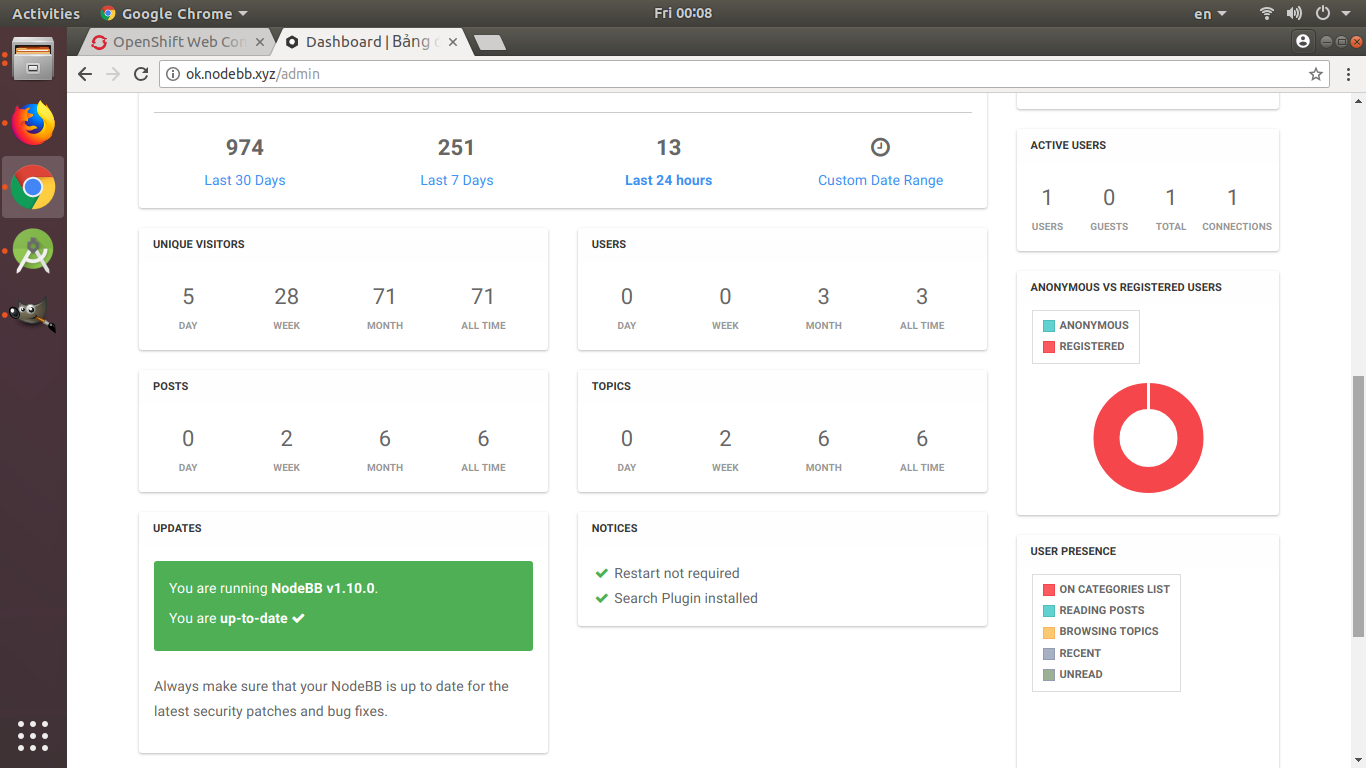 Activities Google Chrome Fri 00:08 en
OpenShift Web Con Dashboard | Bảng
ok.nodebb.xyz/admin
974 251 13
Last 30 Days Last 7 Days Last 24 hours Custom Date Range
UNIQUE VISITORS
5 28 71 71
DAY WEEK MONTH ALL TIME
USERS
0 0 3 3
DAY WEEK MONTH ALL TIME
POSTS
0 2 6 6
DAY WEEK MONTH ALL TIME
TOPICS
0 2 6 6
DAY WEEK MONTH ALL TIME
UPDATES
You are running NodeBB v1.10.0.
You are up-to-date
Always make sure that your NodeBB is up to date for the
latest security patches and bug fixes.
NOTICES
Restart not required
Search Plugin installed
ACTIVE USERS
1 0 1 1
USERS GUESTS TOTAL CONNECTIONS
ANONYMOUS VS REGISTERED USERS
ANONYMOUS
REGISTERED
USER PRESENCE
ON CATEGORIES LIST
READING POSTS
BROWSING TOPICS
RECENT
UNREAD